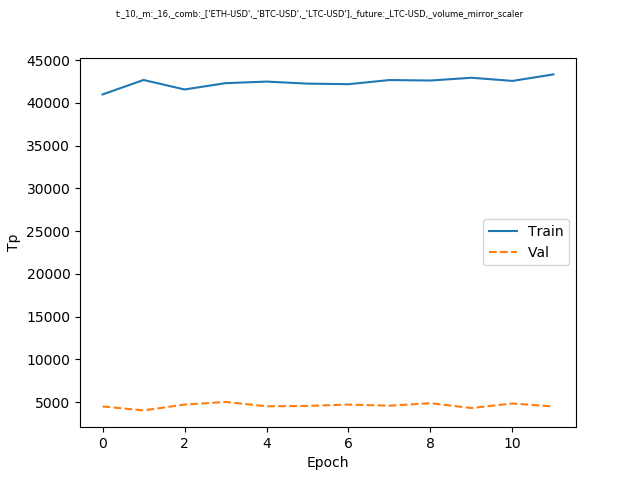 t:_10,_m:_16,_comb:_['ETH-USD',_'BTC-USD',_'LTC-USD'],_future:_LTC-USD,_volume_mirror_scaler
45000
40000
35000
30000
25000
20000
15000
10000
5000
Tp
Train
Val
0 2 4 6 8 10
Epoch